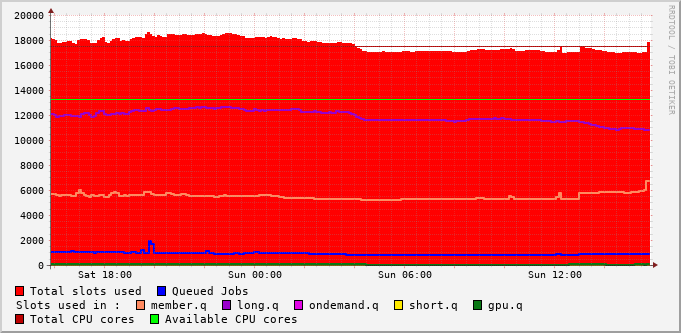 RRDTOOL / TOBI OETIKER
20000
18000
16000
14000
12000
10000
8000
6000
4000
2000
0
Sat 18:00 Sun 00:00 Sun 06:00 Sun 12:00
Total slots used Queued Jobs
Slots used in : member.q long.q ondemand.q short.q gpu.q
Total CPU cores Available CPU cores